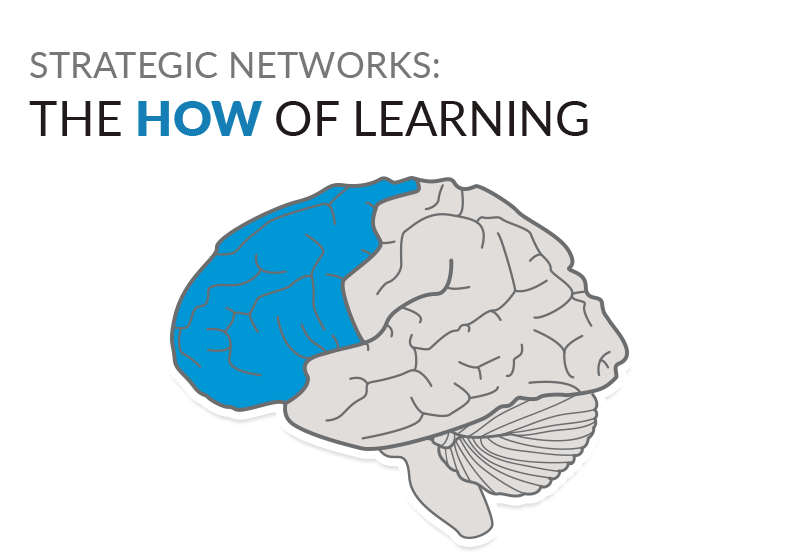 STRATEGIC NETWORKS:
THE HOW OF LEARNING